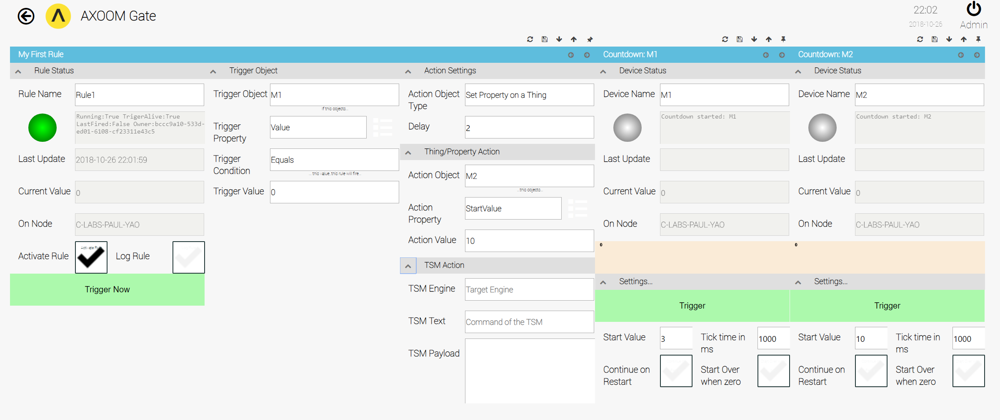 AXOOM Gate
22:02
2018-10-26
Admin
My First Rule
Countdown: M1
Countdown: M2
Rule Status
Trigger Object
Action Settings
Device Status
Device Status
Rule Name
Rule1
Running:True TrigerAlive:True
LastFired:False Owner:bccc9a10-533d-
ed01-6108-cf23311e43c5
Last Update
2018-10-26 22:01:59
Current Value
0
On Node
C-LABS-PAUL-YAO
Activate Rule
Activate Rule
Log Rule
Trigger Now
Trigger Object
M1
If this objects...
Trigger
Property
Value
Trigger
Condition
Equals
... this value, this rule will fire...
Trigger Value
0
Action Object
Type
Set Property on a Thing
Delay
2
Thing/Property Action
Action Object
M2
...this objects...
Action
Property
StartValue
Action Value
10
TSM Action
TSM Engine
Target Engine
TSM Text
Command of the TSM
TSM Payload
Device Name
M1
Countdown started: M1
Last Update
Current Value
0
On Node
C-LABS-PAUL-YAO
0
Settings...
Trigger
Start Value
3
Tick time in
ms
1000
Continue on
Restart
Start Over
when zero
Device Name
M2
Countdown started: M2
Last Update
Current Value
0
On Node
C-LABS-PAUL-YAO
0
Settings...
Trigger
Start Value
10
Tick time in
ms
1000
Continue on
Restart
Start Over
when zero